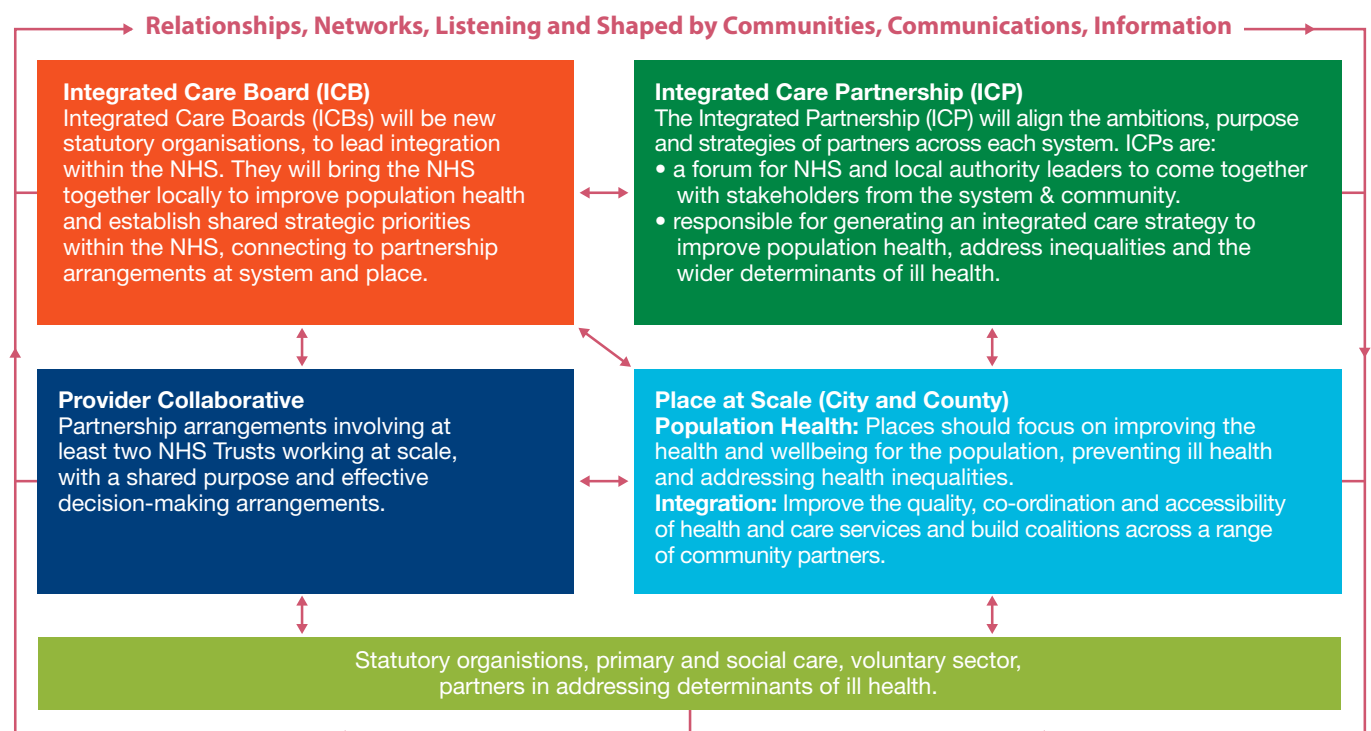 Relationships, Networks, Listening and Shaped by Communities, Communications, Information
Integrated Care Board (ICB)
Integrated Care Boards (ICBs) will be new
statutory organisations, to lead integration
within the NHS. They will bring the NHS
together locally to improve population health
and establish shared strategic priorities
within the NHS, connecting to partnership
arrangements at system and place.
Integrated Care Partnership (ICP)
The Integrated Partnership (ICP) will align the ambitions, purpose
and strategies of partners across each system. ICPs are:
• a forum for NHS and local authority leaders to come together
with stakeholders from the system & community.
• responsible for generating an integrated care strategy to
improve population health, address inequalities and the
wider determinants of ill health.
Provider Collaborative
Partnership arrangements involving at
least two NHS Trusts working at scale,
with a shared purpose and effective
decision-making arrangements.
Place at Scale (City and County)
Population Health: Places should focus on improving the
health and wellbeing for the population, preventing ill health
and addressing health inequalities.
Integration: Improve the quality, co-ordination and accessibility
of health and care services and build coalitions across a range
of community partners.
Statutory organistions, primary and social care, voluntary sector,
partners in addressing determinants of ill health.